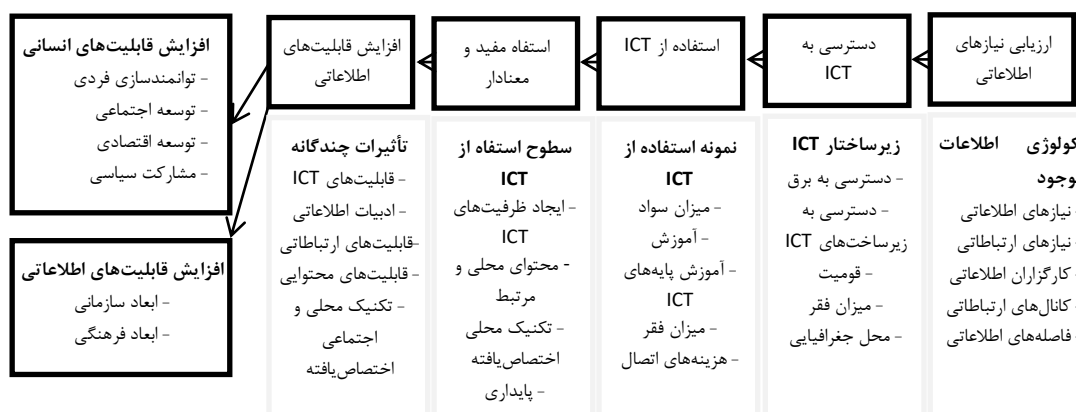 ارزیابی نیازهای
اطلاعاتی
دسترسی به
ICT
استفاده از ICT
استفاه مفید و
معنادار
افزایش قابلیت‌های
اطلاعاتی
افزایش قابلیت‌های انسانی
- توانمندسازی فردی
- توسعه اجتماعی
- توسعه اقتصادی
- مشارکت سیاسی
کولوژی اطلاعات
وجود
- نیازهای اطلاعاتی
- نیازهای ارتباطاتی
- کارگزاران اطلاعاتی
- کانال‌های ارتباطاتی
- فاصله‌های اطلاعاتی
زیرساختار ICT
- دسترسی به برق
- دسترسی به
زیرساخت‌های ICT
- قومیت
- میزان فقر
- محل جغرافیایی
نمونه استفاده از
ICT
- میزان سواد
- آموزش
- آموزش پایه‌های
ICT
- میزان فقر
- هزینه‌های اتصال
سطوح استفاه از
ICT
- ایجاد ظرفیت‌های
ICT
- محتوای محلی و
مرتبط
- تکنیک محلی
اختصاص‌یافته
- پایداری
تأثیرات چندگانه
- قابلیت‌های ICT
- ادبیات اطلاعاتی
-قابلیت‌های ارتباطاتی
- قابلیت‌های محتوایی
- تکنیک محلی و
اجتماعی
اختصاص‌یافته
افزایش قابلیت‌های اطلاعاتی
- ابعاد سازمانی
- ابعاد فرهنگی